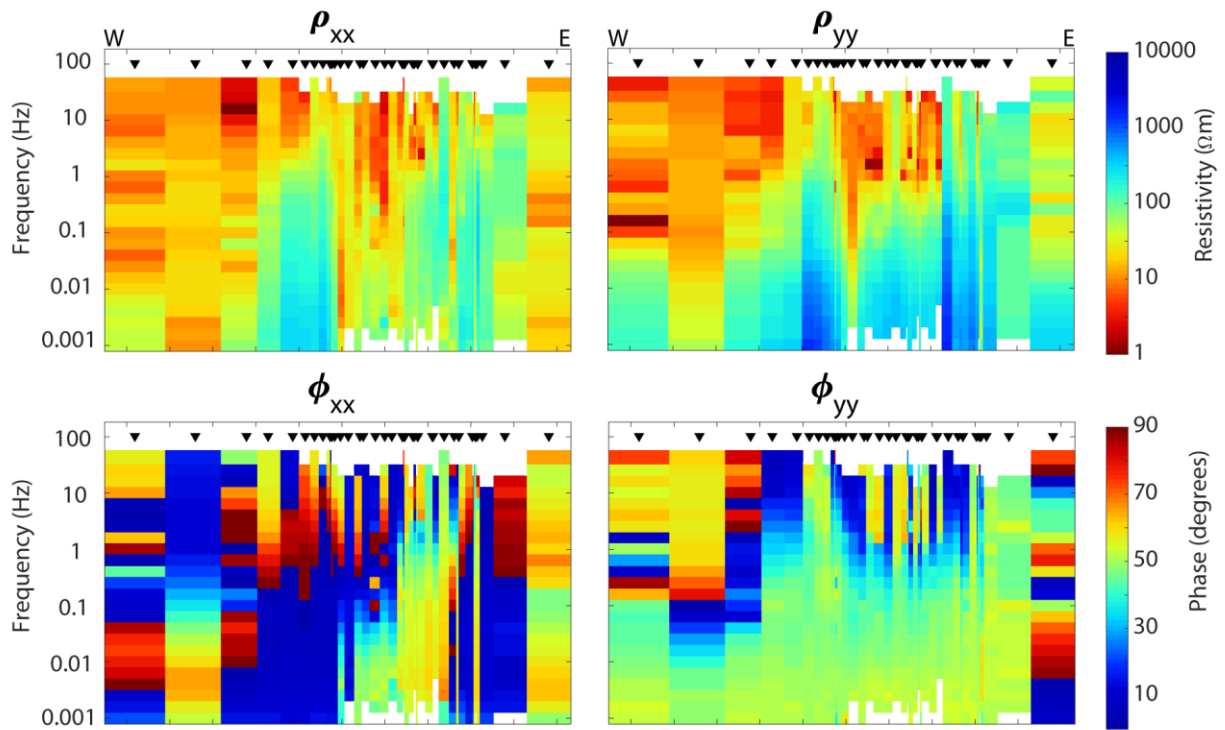 ρxx
ρyy
W
E
W
E
100
10
1
0.1
0.01
0.001
Frequency (Hz)
10000
1000
100
10
1
Resistivity (Ωm)
ϕxx
ϕyy
100
10
1
0.1
0.01
0.001
Frequency (Hz)
90
70
50
30
10
Phase (degrees)